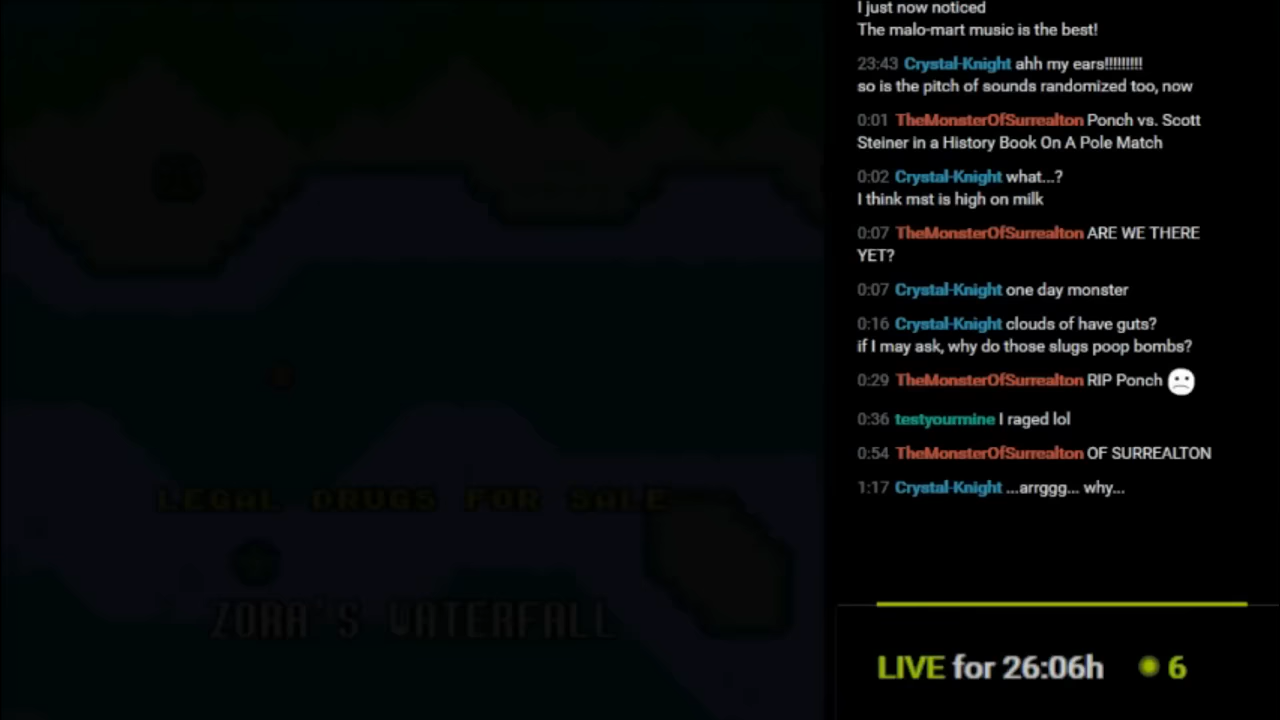 I just now noticed
The malo-mart music is the best!
23:43 Crystal-Knight ahh my ears!!!!!!!!!
so is the pitch of sounds randomized too, now
0:01 TheMonsterOfSurrealton Ponch vs. Scott
Steiner in a History Book On A Pole Match
0:02 Crystal-Knight what...?
I think mst is high on milk
0:07 TheMonsterOfSurrealton ARE WE THERE
YET?
0:07 Crystal-Knight one day monster
0:16 Crystal-Knight clouds of have guts?
if I may ask, why do those slugs poop bombs?
0:29 TheMonsterOfSurrealton RIP Ponch
0:36 testyourmine I raged lol
0:54 TheMonsterOfSurrealton OF SURREALTON
1:17 Crystal-Knight ...arrggg... why...
LEGAL DRUGS FOR SALE
ZORA'S WATERFALL
LIVE for 26:06h 6